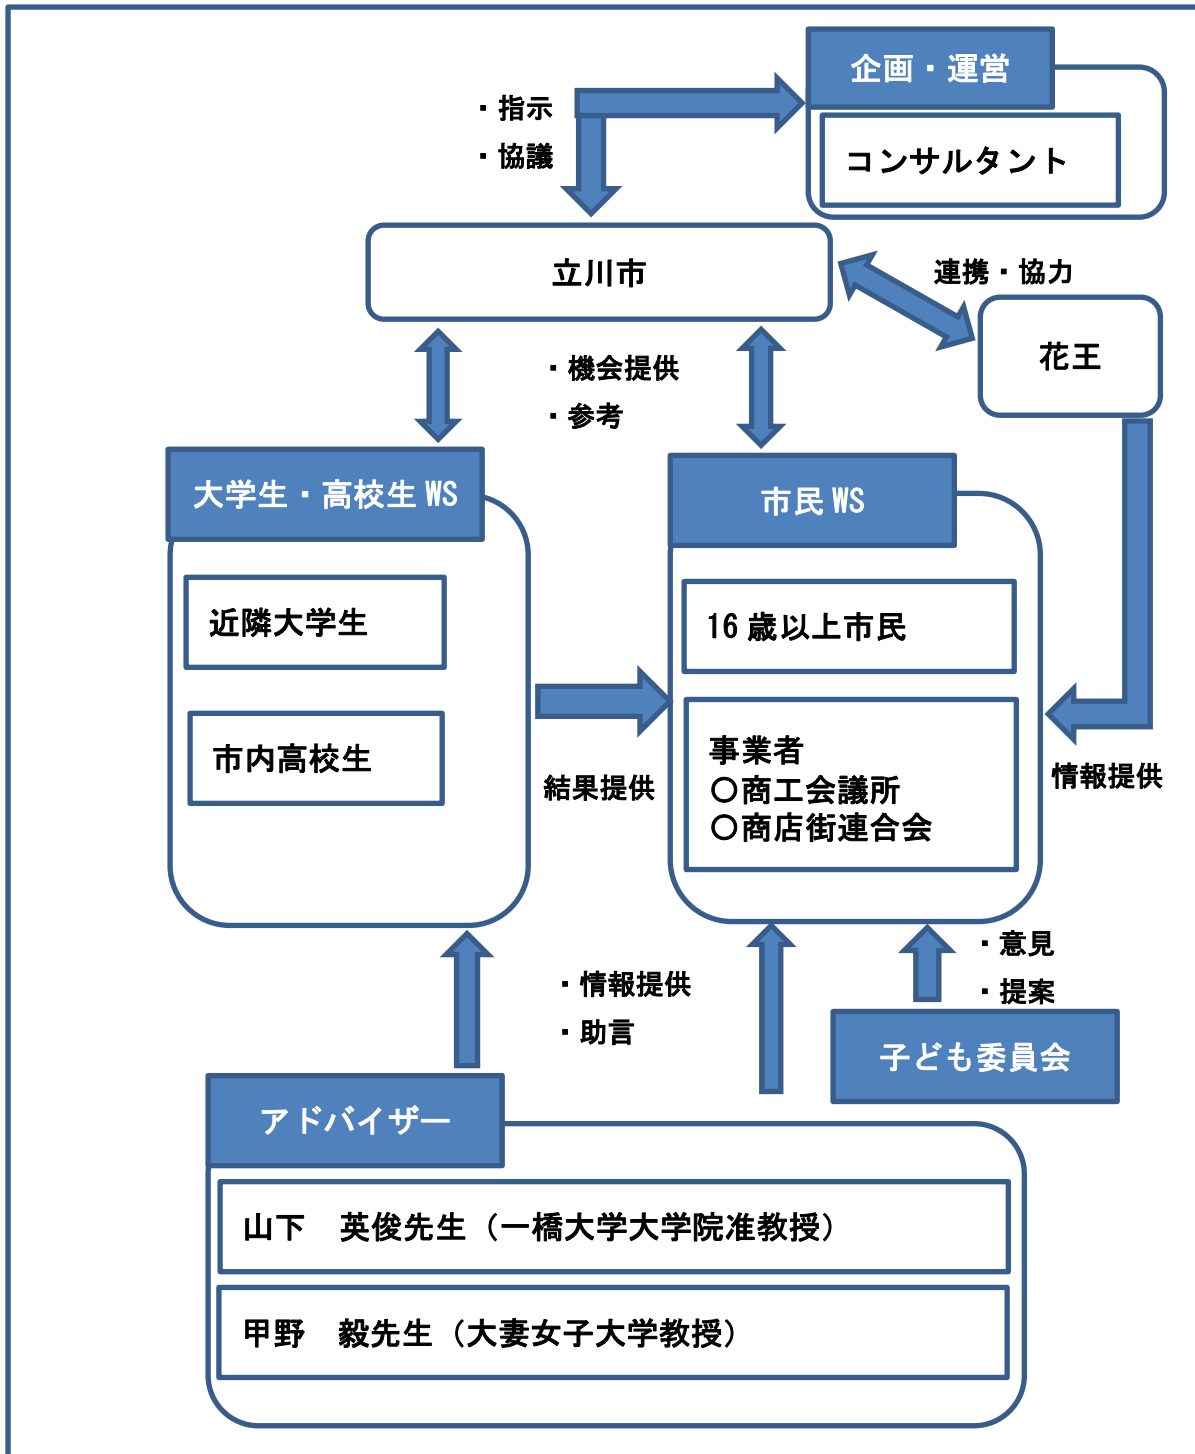 企画・運営
・指示
・協議
コンサルタント
立川市
連携・協力
花王
・機会提供
・参考
大学生・高校生 WS
市民 WS
近隣大学生
16 歳以上市民
市内高校生
事業者
○商工会議所
○商店街連合会
結果提供
情報提供
・意見
・提案
・情報提供
・助言
子ども委員会
アドバイザー
山下　英俊先生（一橋大学大学院准教授）
甲野　毅先生（大妻女子大学教授）